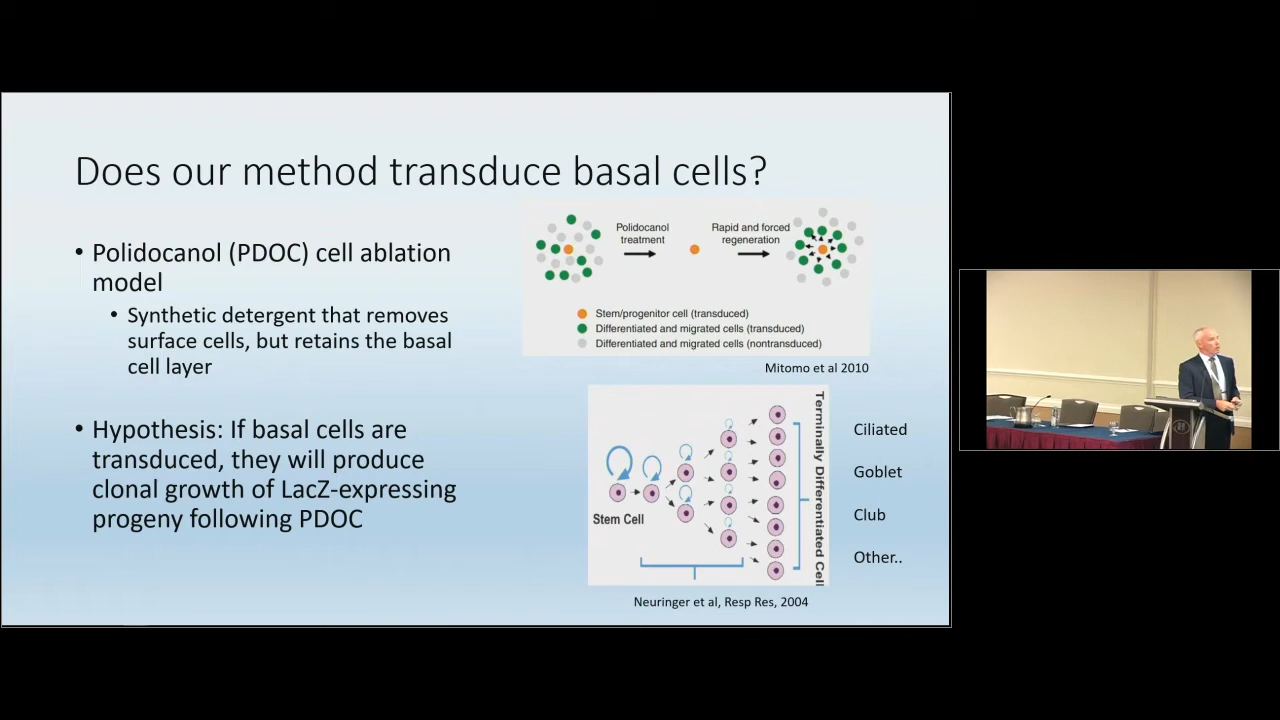 Does our method transduce basal cells?
• Polidocanol (PDOC) cell ablation
model
• Synthetic detergent that removes
surface cells, but retains the basal
cell layer
• Hypothesis: If basal cells are
transduced, they will produce
clonal growth of LacZ-expressing
progeny following PDOC
Polidocanol
treatment
Rapid and forced
regeneration
Stem/progenitor cell (transduced)
Differentiated and migrated cells (transduced)
Differentiated and migrated cells (nontransduced)
Mitomo et al 2010
Stem Cell
Terminally Differentiated Cell
Ciliated
Goblet
Club
Other..
Neuringer et al, Resp Res, 2004